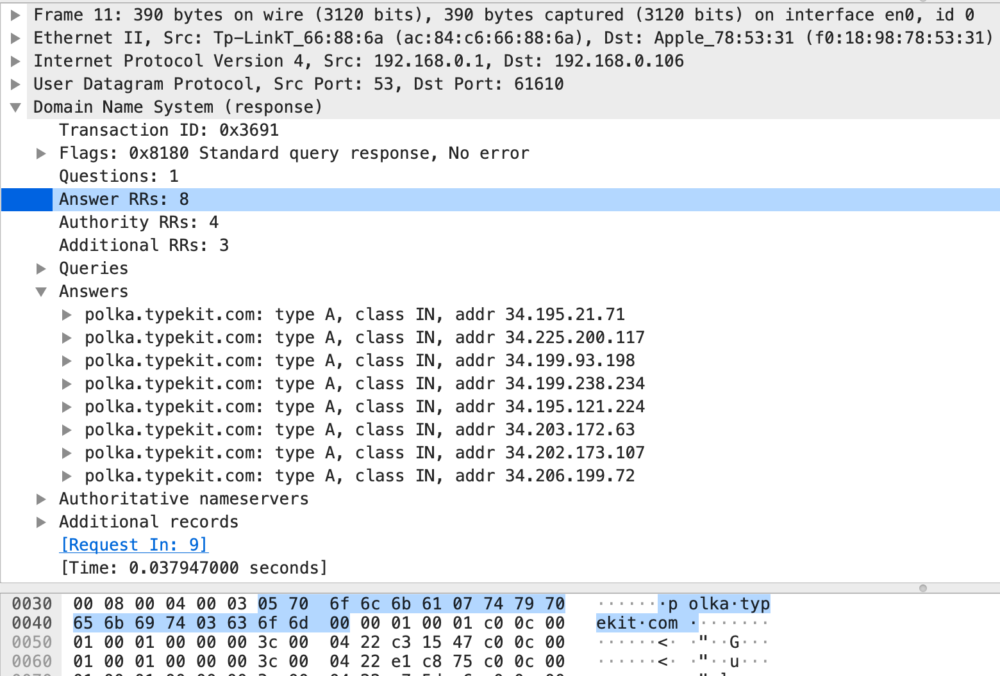 Frame 11: 390 bytes on wire (3120 bits), 390 bytes captured (3120 bits) on interface en0, id 0
Ethernet II, Src: Tp-LinkT_66:88:6a (ac:84:c6:66:88:6a), Dst: Apple_78:53:31 (f0:18:98:78:53:31)
Internet Protocol Version 4, Src: 192.168.0.1, Dst: 192.168.0.106
User Datagram Protocol, Src Port: 53, Dst Port: 61610
Domain Name System (response)
Transaction ID: 0x3691
Flags: 0x8180 Standard query response, No error
Questions: 1
Answer RRs: 8
Authority RRs: 4
Additional RRs: 3
Queries
Answers
polka.typekit.com: type A, class IN, addr 34.195.21.71
polka.typekit.com: type A, class IN, addr 34.225.200.117
polka.typekit.com: type A, class IN, addr 34.199.93.198
polka.typekit.com: type A, class IN, addr 34.199.238.234
polka.typekit.com: type A, class IN, addr 34.195.121.224
polka.typekit.com: type A, class IN, addr 34.203.172.63
polka.typekit.com: type A, class IN, addr 34.202.173.107
polka.typekit.com: type A, class IN, addr 34.206.199.72
Authoritative nameservers
Additional records
[Request In: 9]
[Time: 0.037947000 seconds]
0030 00 08 00 04 00 03 05 70 6f 6c 6b 61 07 74 79 70 ·······p olka·typ
0040 65 6b 69 74 03 63 6f 6d 00 00 01 00 01 c0 0c 00 ekit·com ········
0050 01 00 01 00 00 00 3c 00 04 22 c3 15 47 c0 0c 00 ······<· ·"··G···
0060 01 00 01 00 00 00 3c 00 04 22 e1 c8 75 c0 0c 00 ······<· ·"··u···